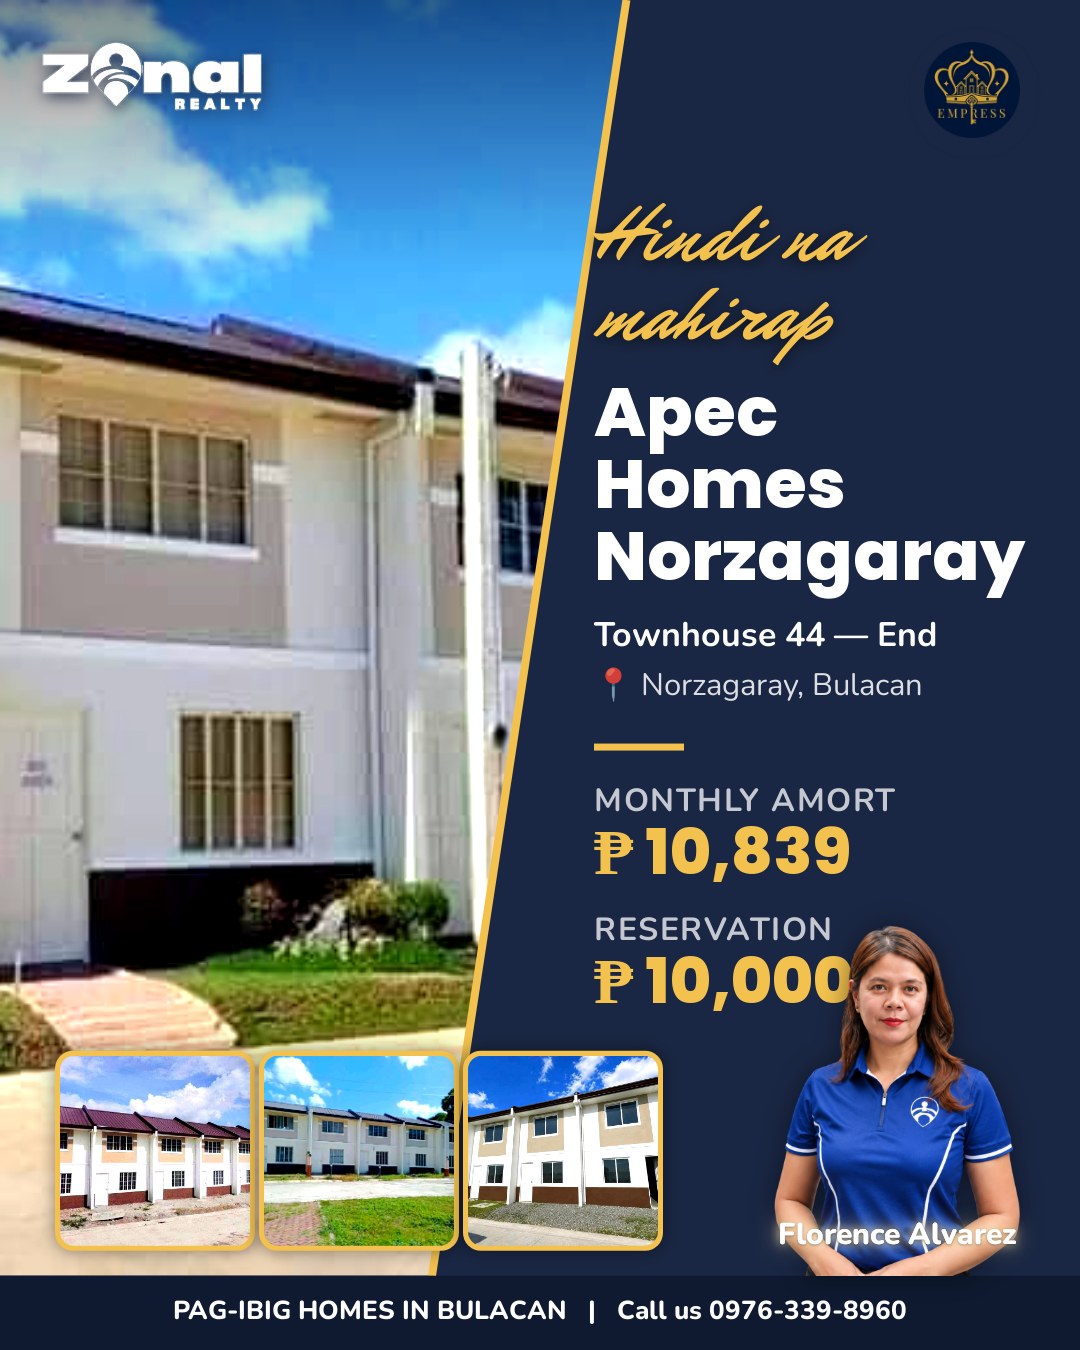 Zonal
REALTY
EMPRESS
Hindi na
mahirap
Apec
Homes
Norzagaray
Townhouse 44 — End
📍 Norzagaray, Bulacan
MONTHLY AMORT
₱ 10,839
RESERVATION
₱ 10,000
Florence Alvarez
PAG-IBIG HOMES IN BULACAN | Call us 0976-339-8960